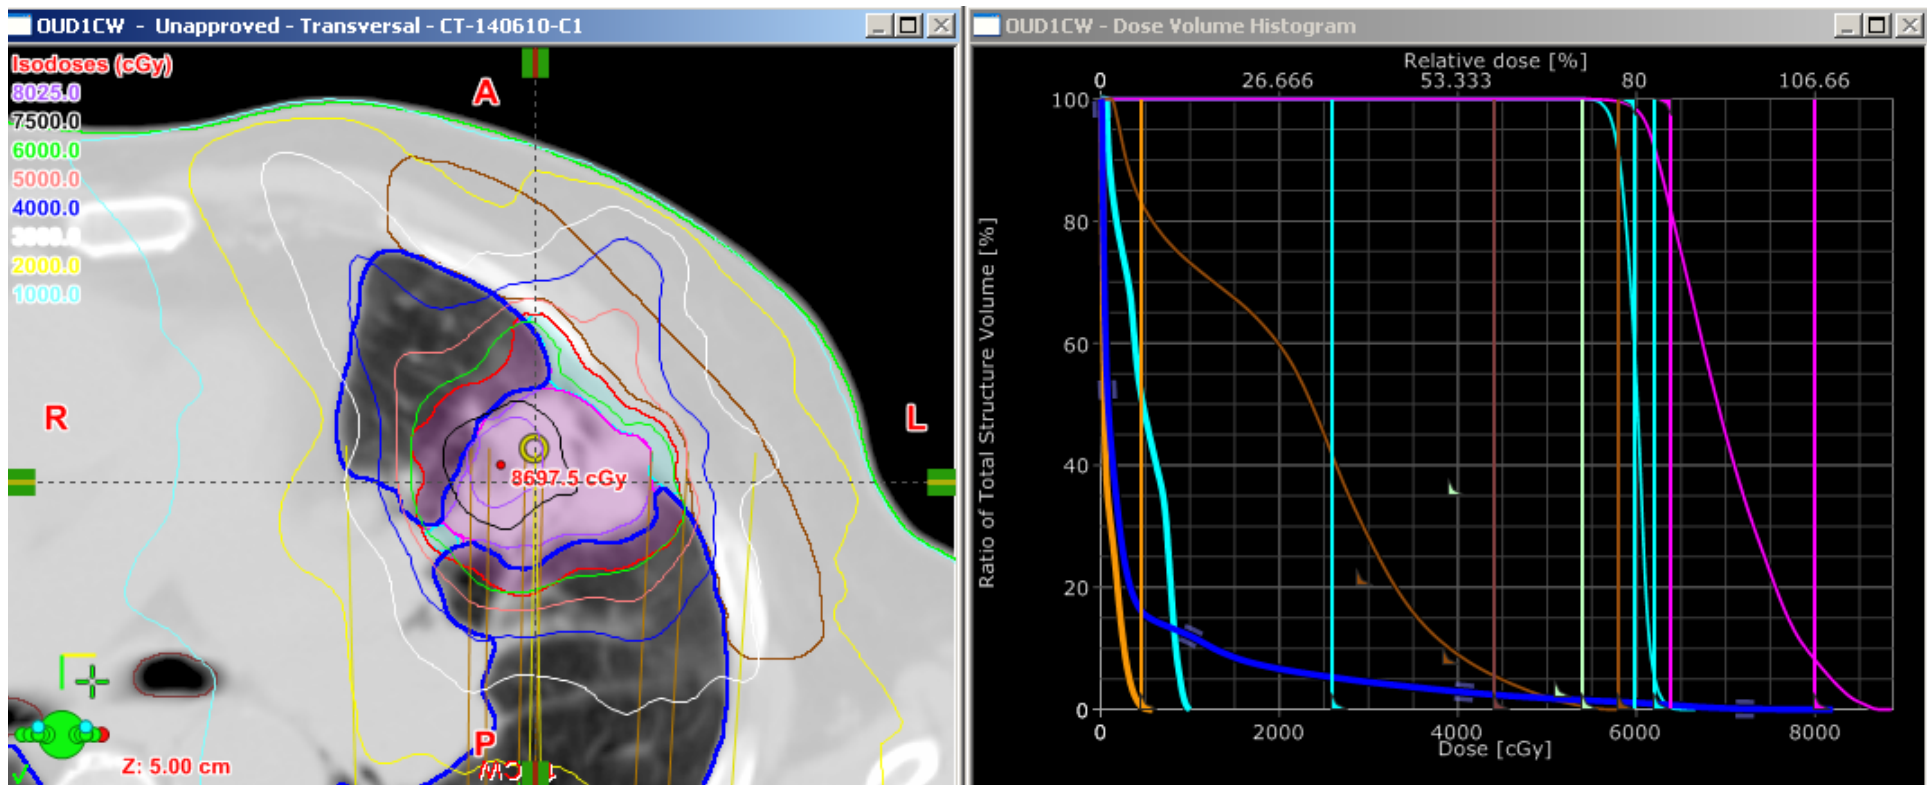 OUD1CW - Unapproved - Transversal - CT-140610-C1
Isodoses (cGy)
8025.0
7500.0
6000.0
5000.0
4000.0
3000.0
2000.0
1000.0
A
R
L
8697.5 cGy
P
Z: 5.00 cm
OUD1CW - Dose Volume Histogram
Relative dose [%]
0 26.666 53.333 80 106.66
Ratio of Total Structure Volume [%]
100
80
60
40
20
0
0 2000 4000 6000 8000
Dose [cGy]